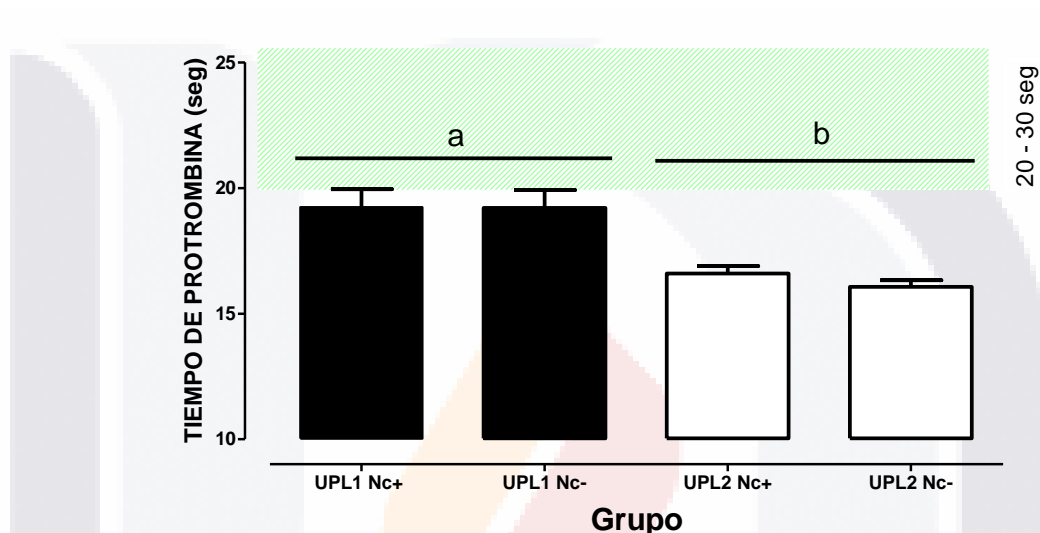 TIEMPO DE PROTROMBINA (seg)
25
20
15
10
a
b
20 - 30 seg
UPL1 Nc+
UPL1 Nc-
UPL2 Nc+
UPL2 Nc-
Grupo